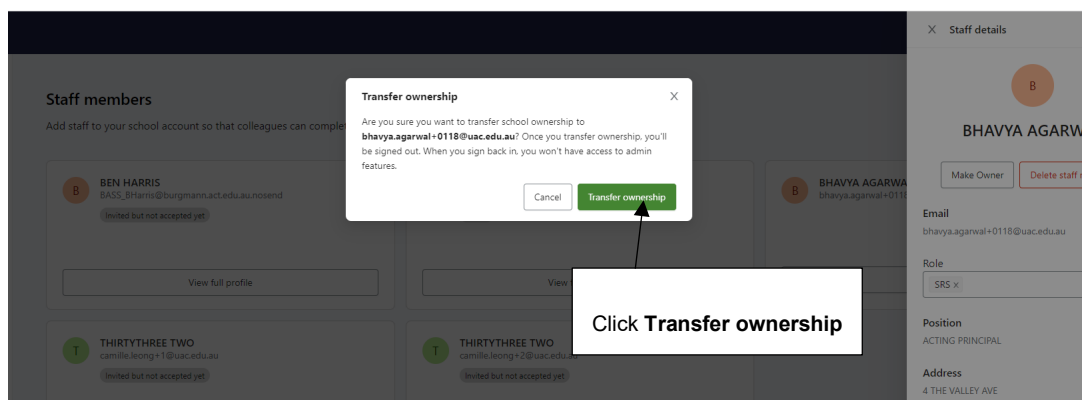 Staff members
Add staff to your school account so that colleagues can comple
B
BEN HARRIS
BASS_BHarris@burgmann.act.edu.au.nosend
Invited but not accepted yet
View full profile
View
B
BHAVYA AGARWA
bhavya.agarwal+011
T
THIRTYTHREE TWO
camille.leong+1@uac.edu.au
Invited but not accepted yet
T
THIRTYTHREE TWO
camille.leong+2@uac.edu.au
Invited but not accepted yet
Transfer ownership
Are you sure you want to transfer school ownership to
bhavya.agarwal+0118@uac.edu.au? Once you transfer ownership, you'll
be signed out. When you sign back in, you won't have access to admin
features.
Cancel
Transfer ownership
Click Transfer ownership
Staff details
B
BHAVYA AGARW
Make Owner
Delete staff
Email
bhavya.agarwal+0118@uac.edu.au
Role
SRS ×
Position
ACTING PRINCIPAL
Address
4 THE VALLEY AVE